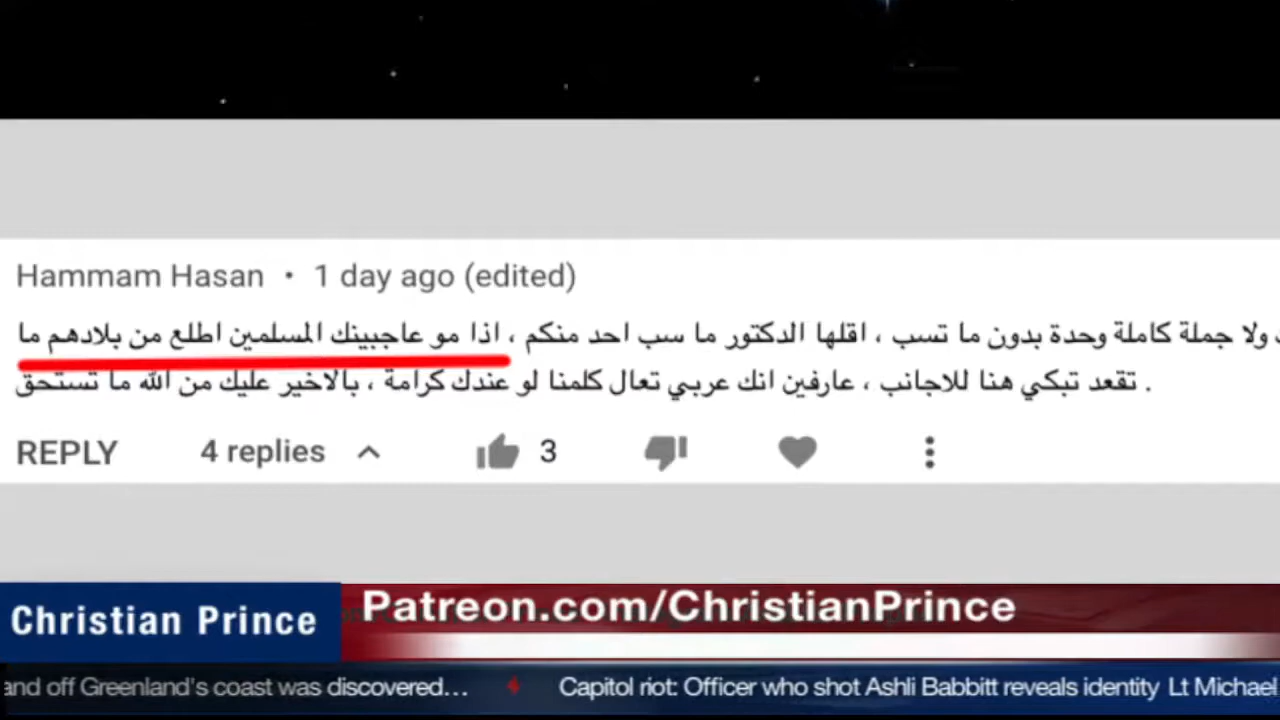 Hammam Hasan • 1 day ago (edited)
ولا جملة كاملة وحدة بدون ما تسب ، اقلها الدكتور ما سب احد منكم ، اذا مو عاجبينك المسلمين اطلع من بلادهم ما
تقعد تبكي هنا للاجانب ، عارفين انك عربي تعال كلمنا لو عندك كرامة ، بالاخير عليك من الله ما تستحق .
REPLY 4 replies 3
Christian Prince
Patreon.com/ChristianPrince
and off Greenland's coast was discovered... Capitol riot: Officer who shot Ashli Babbitt reveals identity Lt Michael